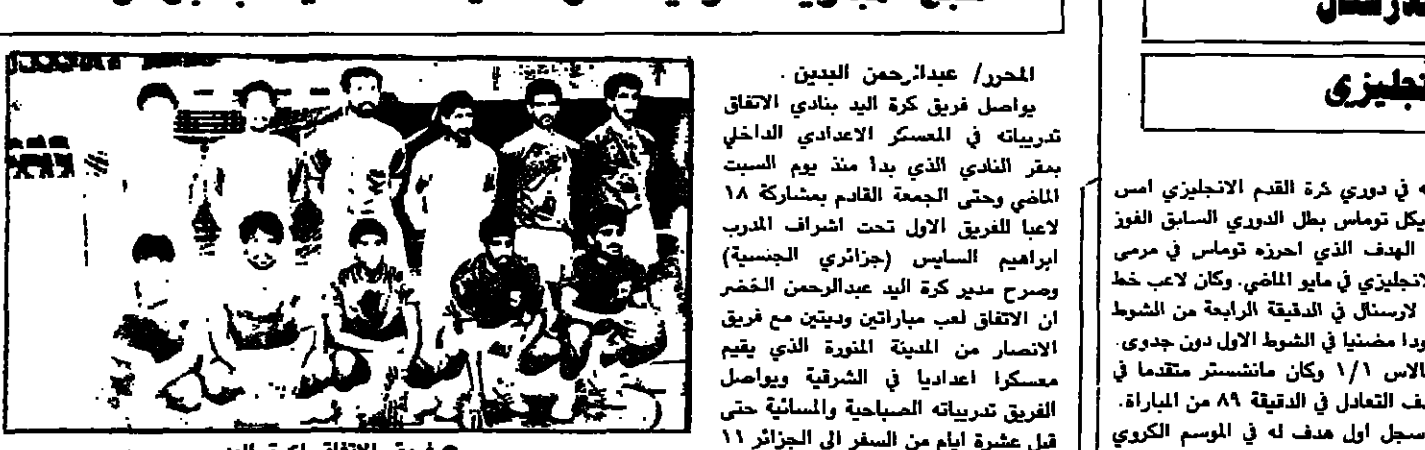 المحرر/ عبدالرحمن البدين .
يواصل فريق كرة اليد بنادي الاتفاق
تدريباته في المعسكر الاعدادي الداخلي
بمقر النادي الذي بدأ منذ يوم السبت
الماضي وحتى الجمعة القادم بمشاركة ١٨
لاعبا للفريق الاول تحت اشراف المدرب
ابراهيم السايس (جزائري الجنسية)
وصرح مدير كرة اليد عبدالرحمن الخضر
ان الاتفاق لعب مباراتين وديتين مع فريق
الانصار من المدينة المنورة الذي يقيم
معسكرا اعداديا في الشرقية ويواصل
الفريق تدريباته الصباحية والمسائية حتى
قبل عشرة ايام من السفر الى الجزائر ١١
في دوري كرة القدم الانجليزي امس
يكل توماس بطل الدوري السابق الفوز
الهدف الذي احرزه توماس في مرمى
لانجليزي في مايو الماضي. وكان لاعب خط
لارسنال في الدقيقة الرابعة من الشوط
ودا مضنيا في الشوط الاول دون جدوى.
بالاس ١/١ وكان مانشستر متقدما في
التعادل في الدقيقة ٨٩ من المباراة.
سجل اول هدف له في الموسم الكروي